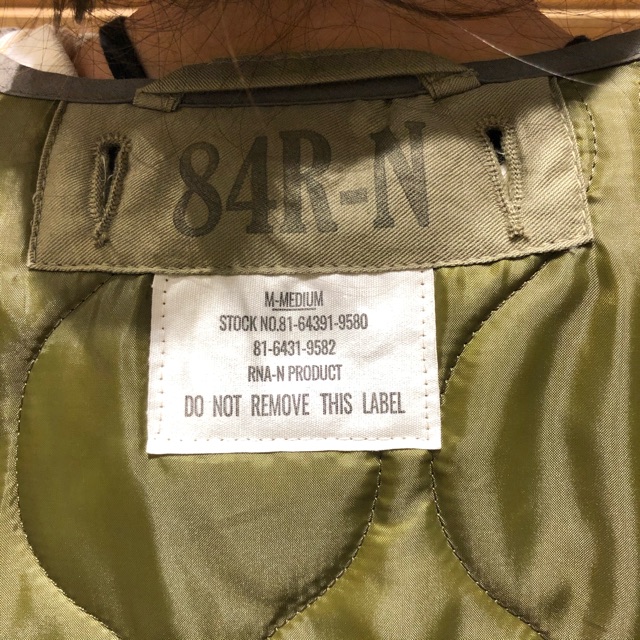 84R-N
M-MEDIUM
STOCK NO.81-64391-9580
81-6431-9582
RNA-N PRODUCT
DO NOT REMOVE THIS LABEL